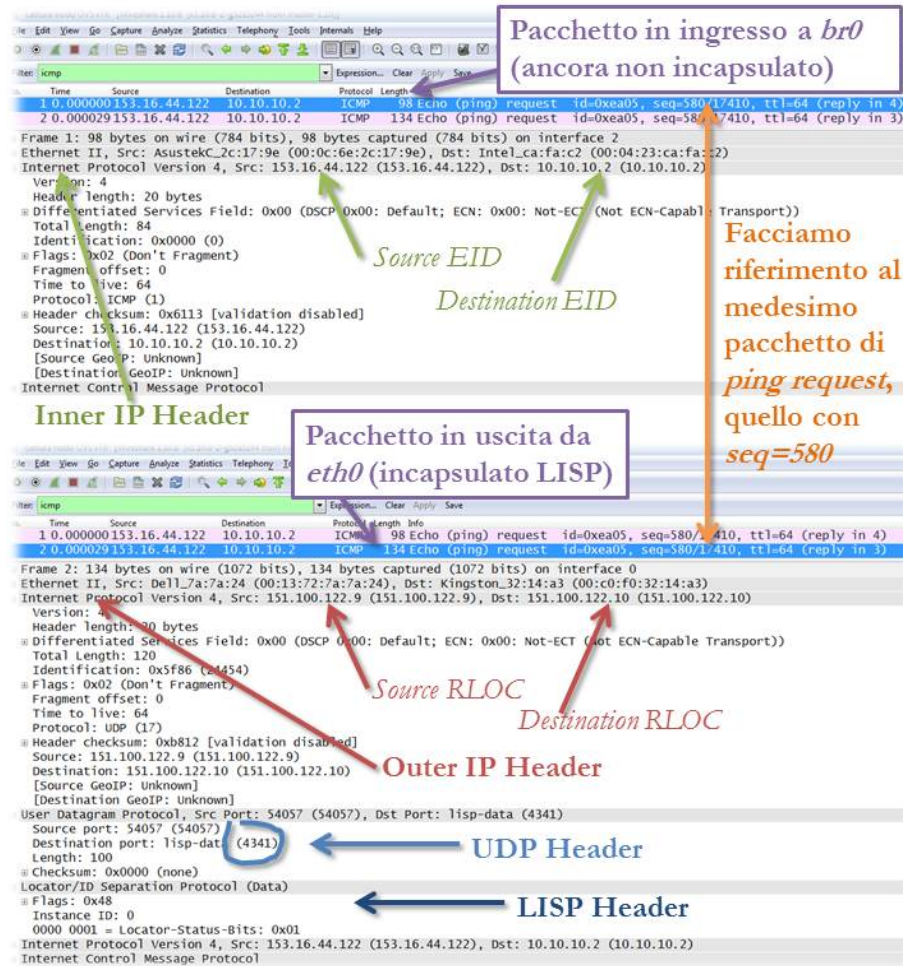 File Edit View Go Capture Analyze Statistics Telephony Tools Internals Help
Pacchetto in ingresso a br0
(ancora non incapsulato)
Filter: icmp Expression... Clear Apply Save
Time Source Destination Protocol Length
1 0.000000 153.16.44.122 10.10.10.2 ICMP 98 Echo (ping) request id=0xea05, seq=580/17410, ttl=64 (reply in 4)
2 0.000029 153.16.44.122 10.10.10.2 ICMP 134 Echo (ping) request id=0xea05, seq=580/17410, ttl=64 (reply in 3)
Frame 1: 98 bytes on wire (784 bits), 98 bytes captured (784 bits) on interface 2
Ethernet II, Src: AsustekC_2c:17:9e (00:0c:6e:2c:17:9e), Dst: Intel_ca:fa:c2 (00:04:23:ca:fa:c2)
Internet Protocol Version 4, Src: 153.16.44.122 (153.16.44.122), Dst: 10.10.10.2 (10.10.10.2)
Version: 4
Header length: 20 bytes
Differentiated Services Field: 0x00 (DSCP 0x00: Default; ECN: 0x00: Not-ECT (Not ECN-Capable Transport))
Total Length: 84
Identification: 0x0000 (0)
Flags: 0x02 (Don't Fragment)
Fragment offset: 0
Time to live: 64
Protocol: ICMP (1)
Header checksum: 0x6113 [validation disabled]
Source: 153.16.44.122 (153.16.44.122)
Destination: 10.10.10.2 (10.10.10.2)
[Source GeoIP: Unknown]
[Destination GeoIP: Unknown]
Internet Control Message Protocol
Source EID
Destination EID
Inner IP Header
Facciamo
riferimento al
medesimo
pacchetto di
ping request,
quello con
seq=580
Pacchetto in uscita da
eth0 (incapsulato LISP)
File Edit View Go Capture Analyze Statistics Telephony
Filter: icmp Expression... Clear Apply Save
Time Source Destination Protocol Length Info
1 0.000000 153.16.44.122 10.10.10.2 ICMP 98 Echo (ping) request id=0xea05, seq=580/17410, ttl=64 (reply in 4)
2 0.000029 153.16.44.122 10.10.10.2 ICMP 134 Echo (ping) request id=0xea05, seq=580/17410, ttl=64 (reply in 3)
Frame 2: 134 bytes on wire (1072 bits), 134 bytes captured (1072 bits) on interface 0
Ethernet II, Src: Dell_7a:7a:24 (00:13:72:7a:7a:24), Dst: Kingston_32:14:a3 (00:c0:f0:32:14:a3)
Internet Protocol Version 4, Src: 151.100.122.9 (151.100.122.9), Dst: 151.100.122.10 (151.100.122.10)
Version: 4
Header length: 20 bytes
Differentiated Services Field: 0x00 (DSCP 0x00: Default; ECN: 0x00: Not-ECT (Not ECN-Capable Transport))
Total Length: 120
Identification: 0x5f86 (24454)
Flags: 0x02 (Don't Fragment)
Fragment offset: 0
Time to live: 64
Protocol: UDP (17)
Header checksum: 0xb812 [validation disabled]
Source: 151.100.122.9 (151.100.122.9)
Destination: 151.100.122.10 (151.100.122.10)
[Source GeoIP: Unknown]
[Destination GeoIP: Unknown]
Source RLOC
Destination RLOC
Outer IP Header
User Datagram Protocol, Src Port: 54057 (54057), Dst Port: lisp-data (4341)
Source port: 54057 (54057)
Destination port: lisp-data (4341)
Length: 100
Checksum: 0x0000 (none)
UDP Header
Locator/ID Separation Protocol (Data)
Flags: 0x48
Instance ID: 0
0000 0001 = Locator-Status-Bits: 0x01
LISP Header
Internet Protocol Version 4, Src: 153.16.44.122 (153.16.44.122), Dst: 10.10.10.2 (10.10.10.2)
Internet Control Message Protocol